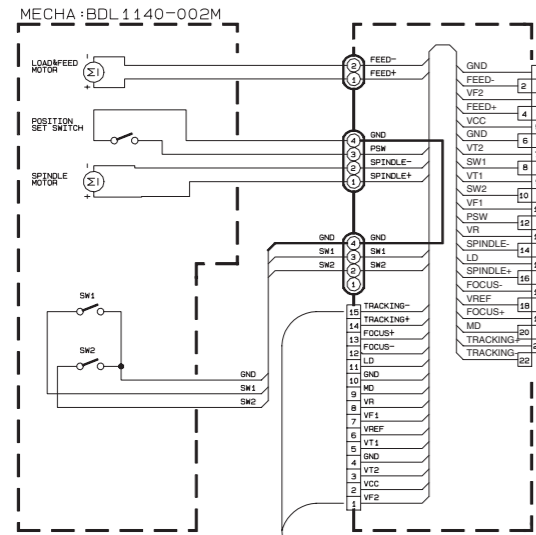 MECHA:BDL1140-002M
LOAD&FEED
MOTOR
-
+
POSITION
SET SWITCH
SPINDLE
MOTOR
-
+
2 FEED-
1 FEED+
4 GND
3 PSW
2 SPINDLE-
1 SPINDLE+
GND 4 GND
SW1 3 SW1
SW2 2 SW2
1
SW1
SW2
GND
SW1
SW2
15 TRACKING-
14 TRACKING+
13 FOCUS+
12 FOCUS-
11 LD
10 GND
9 MD
8 VR
7 VF1
6 VREF
5 VT1
4 GND
3 VT2
2 VCC
1 VF2
GND
FEED- 2
VF2
FEED+ 4
VCC
GND 6
VT2
SW1 8
VT1
SW2 10
VF1
PSW 12
VR
SPINDLE- 14
LD
SPINDLE+ 16
FOCUS-
VREF 18
FOCUS+
MD 20
TRACKING+
TRACKING- 22